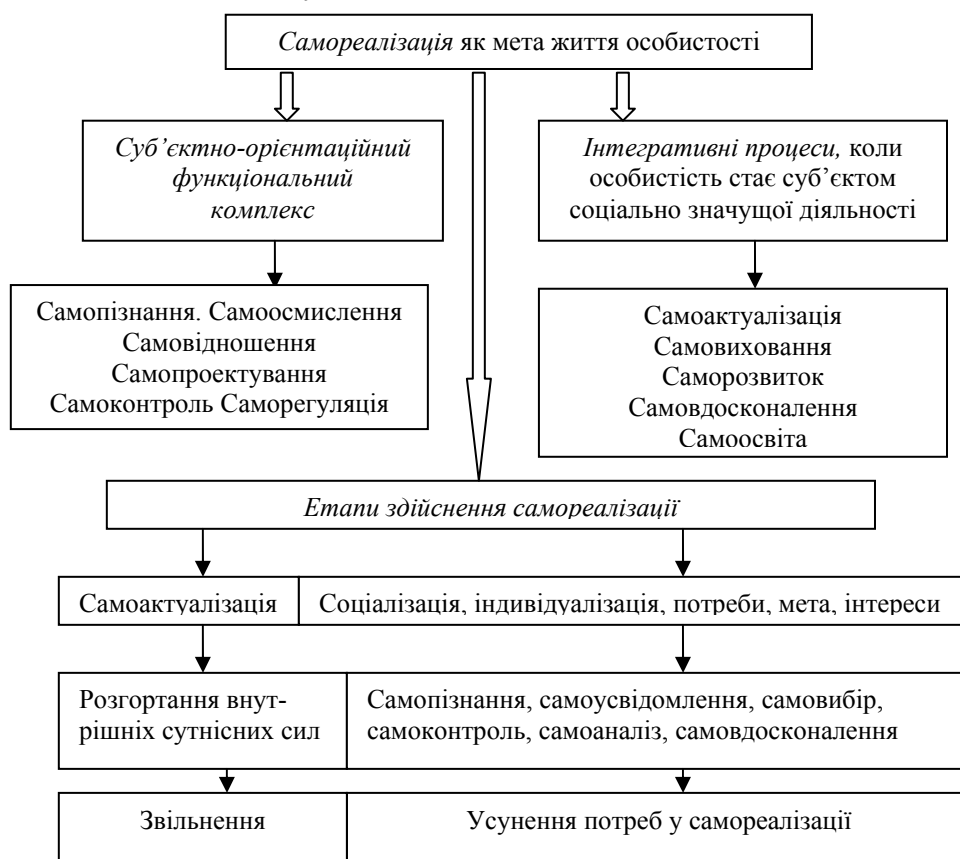 Самореалізація як мета життя особистості
Суб’єктно-орієнтаційний
функціональний
комплекс
Інтегративні процеси, коли
особистість стає суб’єктом
соціально значущої діяльності
Самопізнання. Самоосмислення
Самовідношення
Самопроектування
Самоконтроль Саморегуляція
Самоактуалізація
Самовиховання
Саморозвиток
Самовдосконалення
Самоосвіта
Етапи здійснення самореалізації
Самоактуалізація
Соціалізація, індивідуалізація, потреби, мета, інтереси
Розгортання внут-
рішніх сутнісних сил
Самопізнання, самоусвідомлення, самовибір,
самоконтроль, самоаналіз, самовдосконалення
Звільнення
Усунення потреб у самореалізації